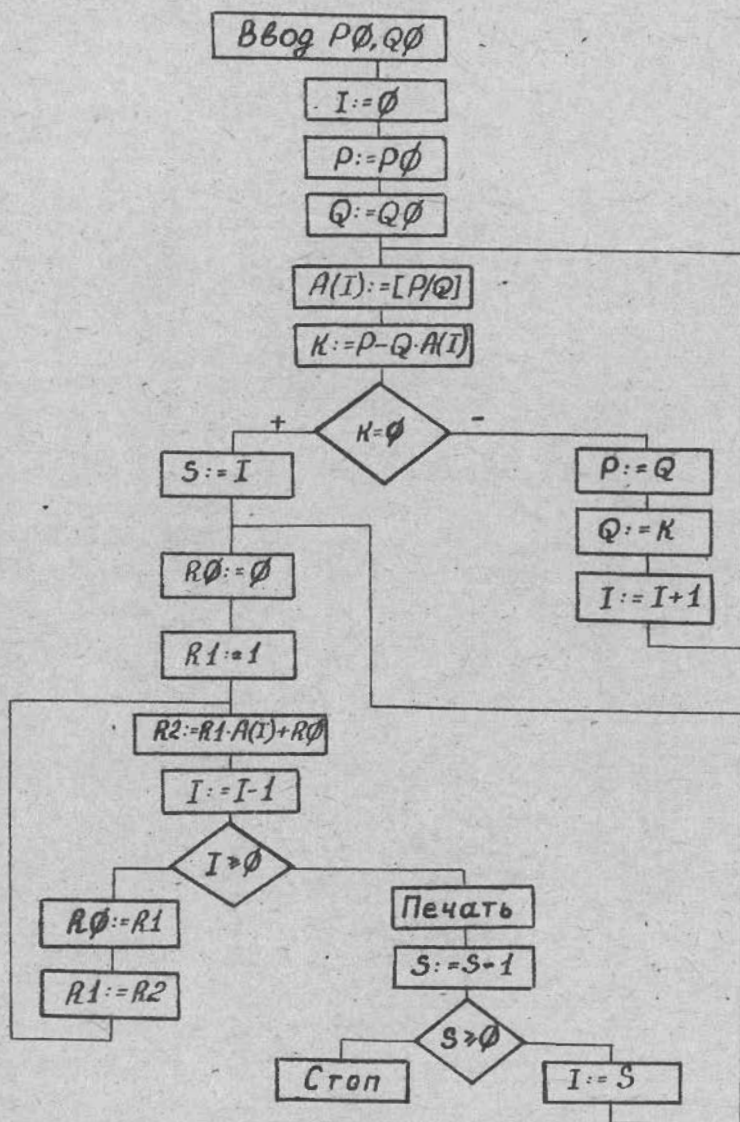 Ввод PØ, QØ
I:=Ø
P:=PØ
Q:=QØ
A(I):=[P/Q]
K:=P-Q·A(I)
K=Ø
+
-
S:=I
P:=Q
Q:=K
I:=I+1
RØ:=Ø
R1:=1
R2:=R1·A(I)+RØ
I:=I-1
I≥Ø
RØ:=R1
R1:=R2
Печать
S:=S-1
S≥Ø
Стоп
I:=S